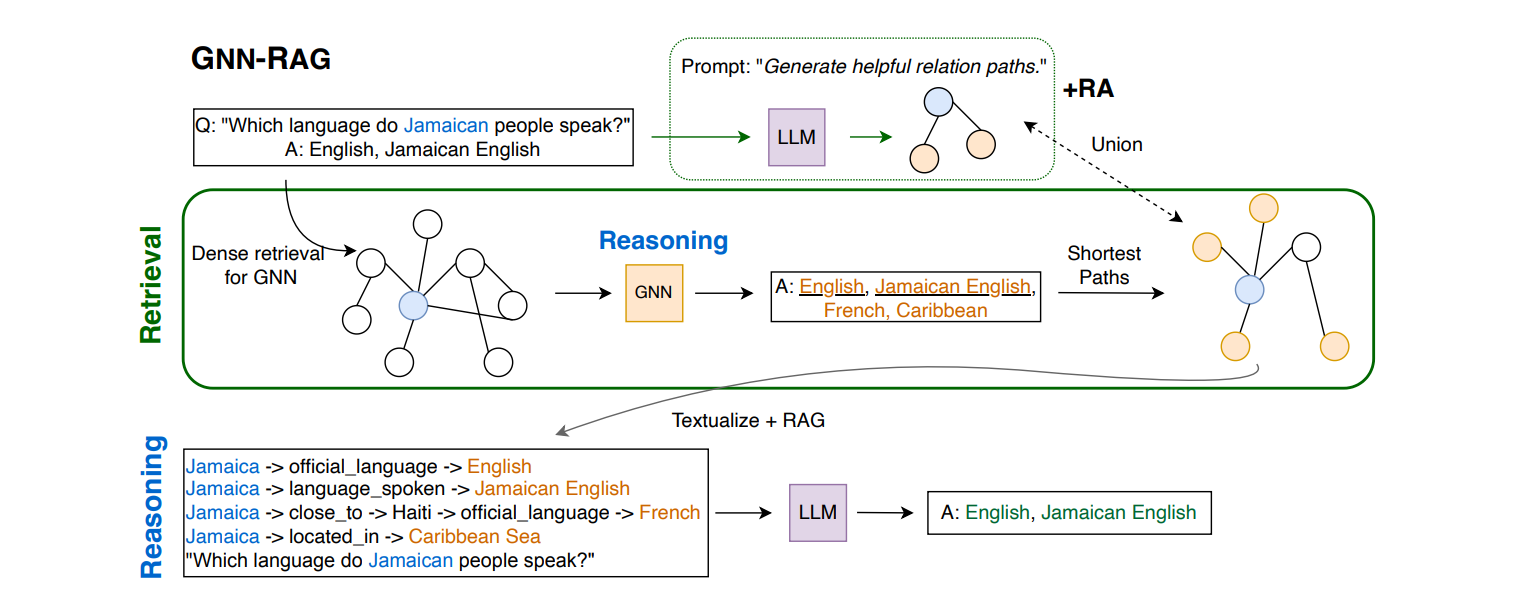 GNN-RAG
Prompt: "Generate helpful relation paths."
+RA
Q: "Which language do Jamaican people speak?"
A: English, Jamaican English
LLM
Union
Retrieval
Dense retrieval
for GNN
Reasoning
GNN
A: English, Jamaican English,
French, Caribbean
Shortest
Paths
Textualize + RAG
Reasoning
Jamaica -> official_language -> English
Jamaica -> language_spoken -> Jamaican English
Jamaica -> close_to -> Haiti -> official_language -> French
Jamaica -> located_in -> Caribbean Sea
"Which language do Jamaican people speak?"
LLM
A: English, Jamaican English